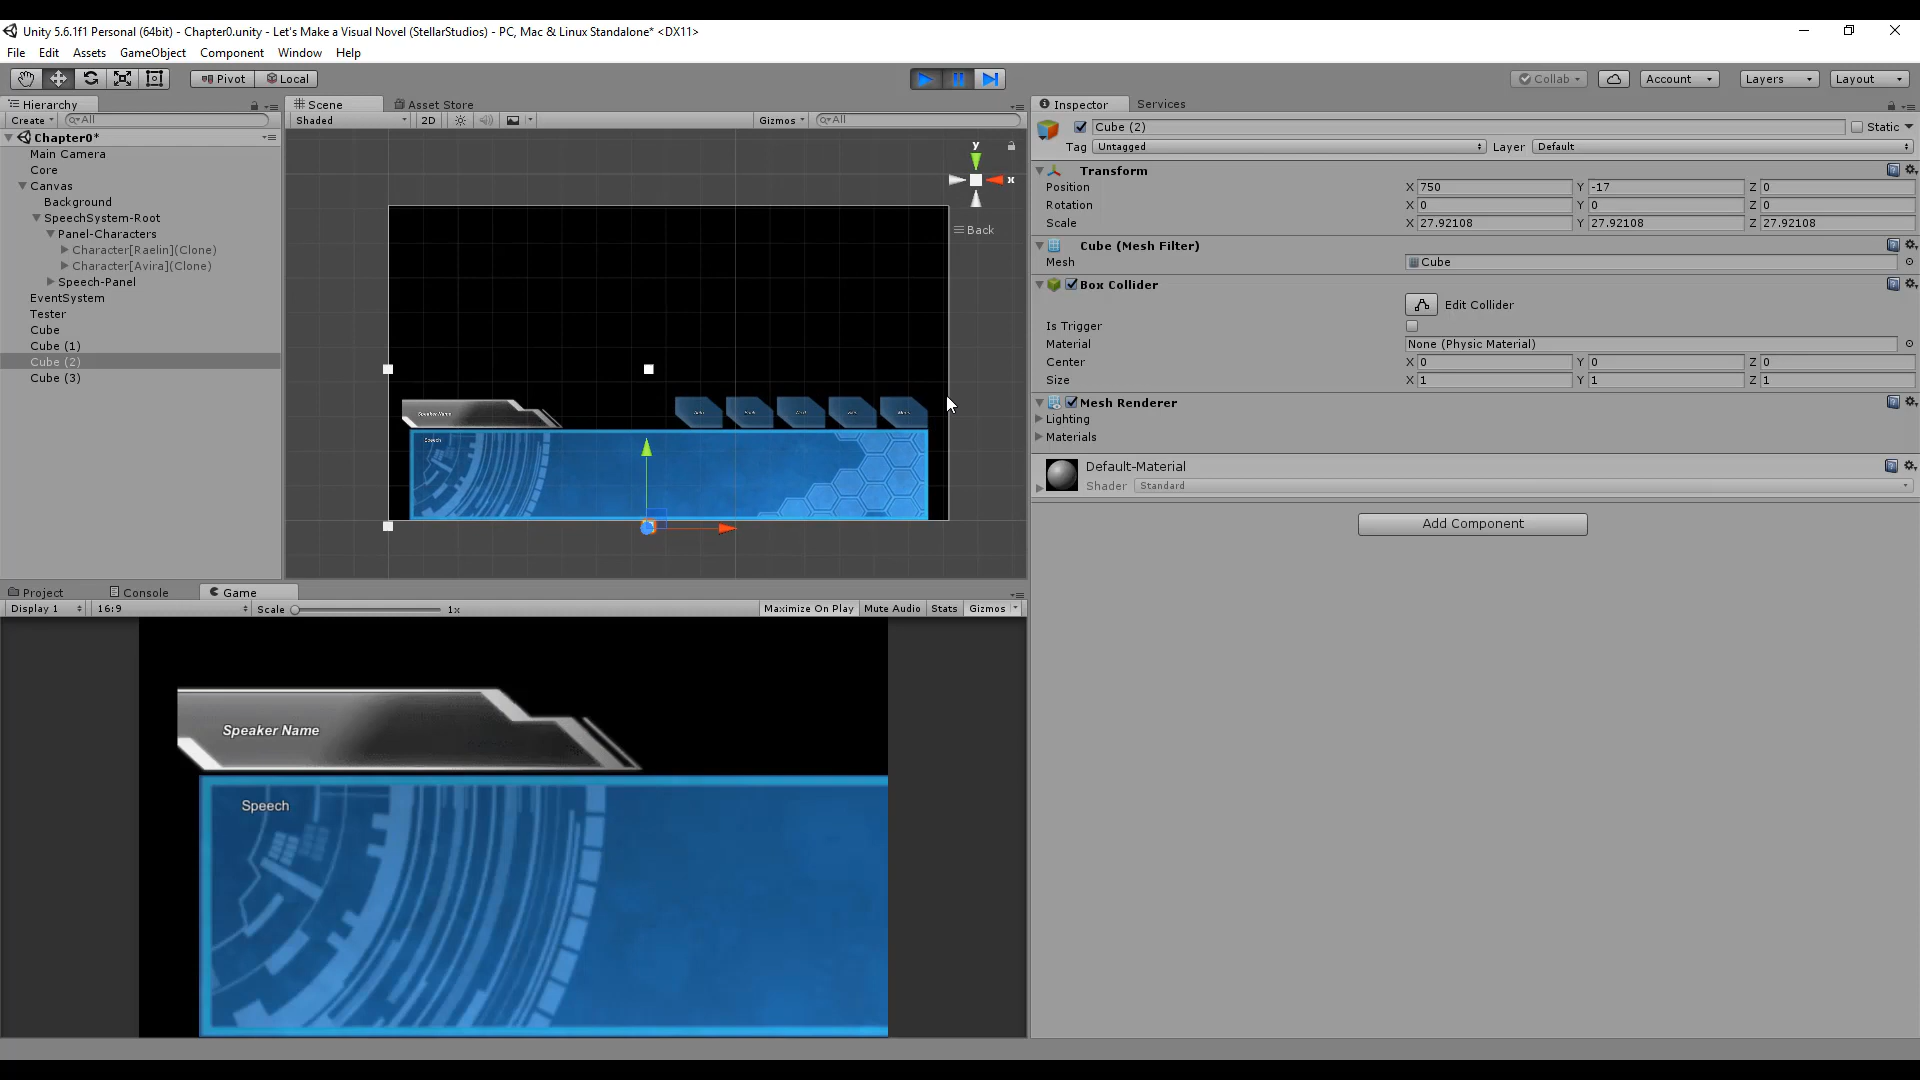 Unity 5.6.1f1 Personal (64bit) - Chapter0.unity - Let's Make a Visual Novel (StellarStudios) - PC, Mac & Linux Standalone* <DX11>
File Edit Assets GameObject Component Window Help
Pivot Local Collab Account Layers Layout
Hierarchy
Create All
Chapter0*
Main Camera
Core
Canvas
Background
SpeechSystem-Root
Panel-Characters
Character[Raelin](Clone)
Character[Avira](Clone)
Speech-Panel
EventSystem
Tester
Cube
Cube (1)
Cube (2)
Cube (3)
Scene Asset Store
Shaded 2D Gizmos All
y
x
Back
Speaker Name
Speech
Inspector Services
Cube (2) Static
Tag Untagged Layer Default
Transform
Position X 750 Y -17 Z 0
Rotation X 0 Y 0 Z 0
Scale X 27.92108 Y 27.92108 Z 27.92108
Cube (Mesh Filter)
Mesh Cube
Box Collider
Edit Collider
Is Trigger
Material None (Physic Material)
Center X 0 Y 0 Z 0
Size X 1 Y 1 Z 1
Mesh Renderer
Lighting
Materials
Default-Material
Shader Standard
Add Component
Project Console Game
Display 1 16:9 Scale 1x Maximize On Play Mute Audio Stats Gizmos
Speaker Name
Speech